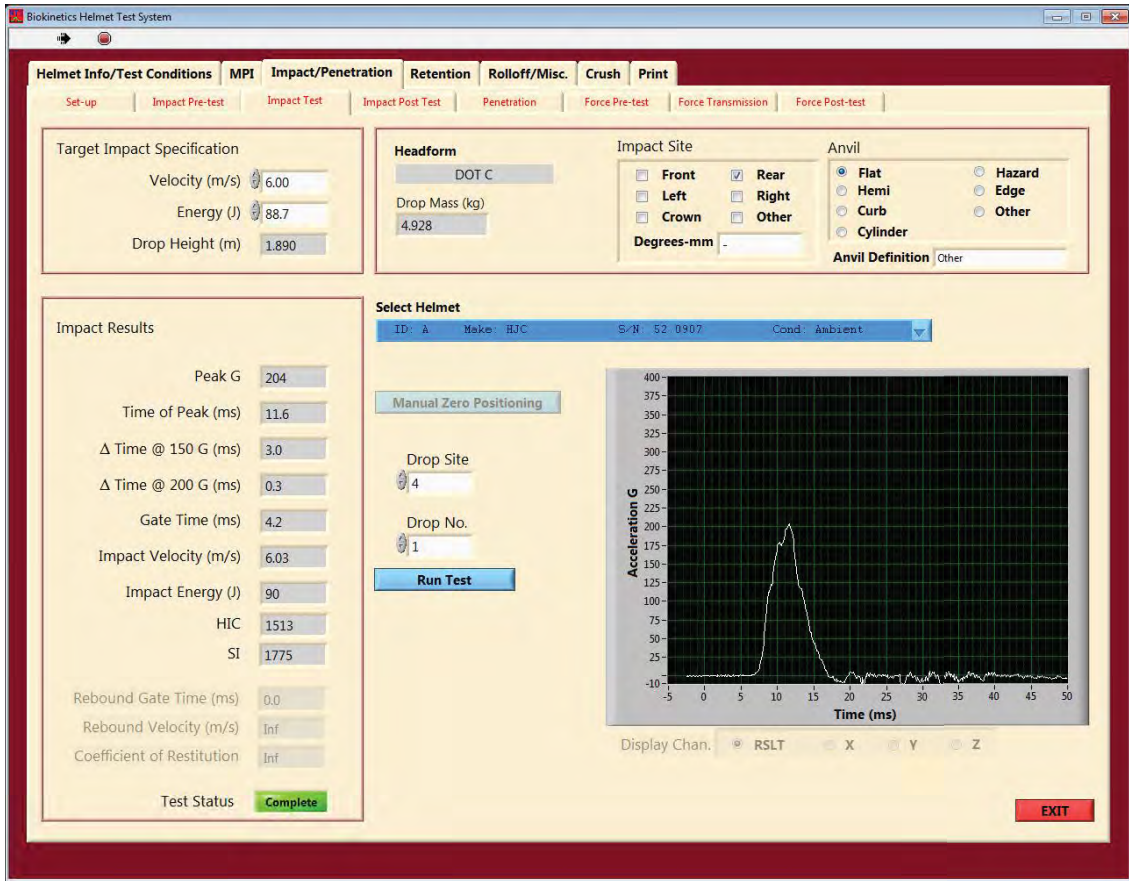 Biokinetics Helmet Test System
Helmet Info/Test Conditions MPI Impact/Penetration Retention Rolloff/Misc. Crush Print
Set-up Impact Pre-test Impact Test Impact Post Test Penetration Force Pre-test Force Transmission Force Post-test
Target Impact Specification
Velocity (m/s) 6.00
Energy (J) 88.7
Drop Height (m) 1.890
Headform
DOT C
Drop Mass (kg)
4.928
Impact Site
Front Rear
Left Right
Crown Other
Degrees-mm -
Anvil
Flat Hazard
Hemi Edge
Curb Other
Cylinder
Anvil Definition Other
Select Helmet
ID: A Make: HJC S/N: 52 0907 Cond: Ambient
Impact Results
Peak G 204
Time of Peak (ms) 11.6
Δ Time @ 150 G (ms) 3.0
Δ Time @ 200 G (ms) 0.3
Gate Time (ms) 4.2
Impact Velocity (m/s) 6.03
Impact Energy (J) 90
HIC 1513
SI 1775
Rebound Gate Time (ms) 0.0
Rebound Velocity (m/s) Inf
Coefficient of Restitution Inf
Test Status Complete
Manual Zero Positioning
Drop Site
4
Drop No.
1
Run Test
Acceleration G
400
375
350
325
300
275
250
225
200
175
150
125
100
75
50
25
-10
-5 0 5 10 15 20 25 30 35 40 45 50
Time (ms)
Display Chan. RSLT X Y Z
EXIT